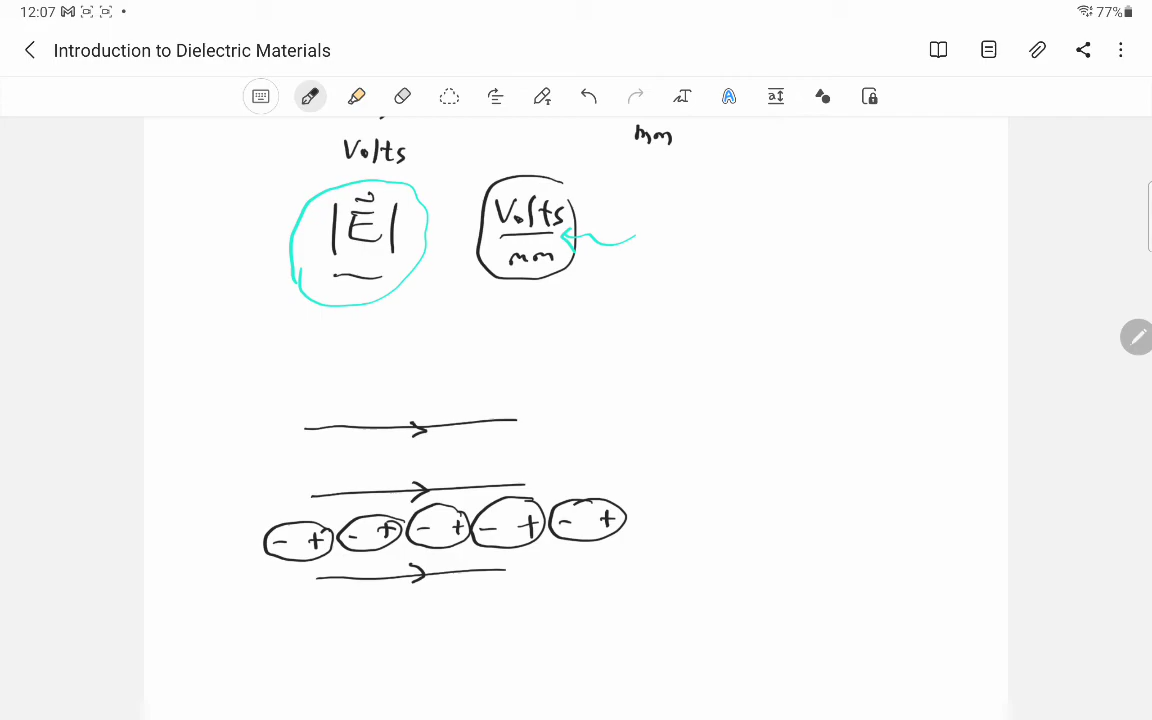 12:07 77%
Introduction to Dielectric Materials
mm
Volts
|E| Volts
mm
- + - + - + - + - +